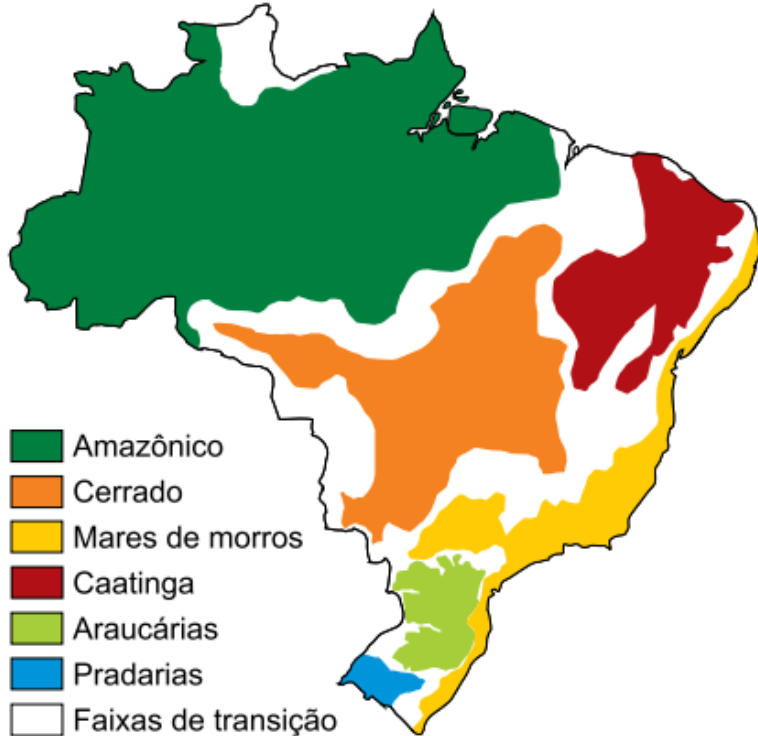 Amazônico
Cerrado
Mares de morros
Caatinga
Araucárias
Pradarias
Faixas de transição